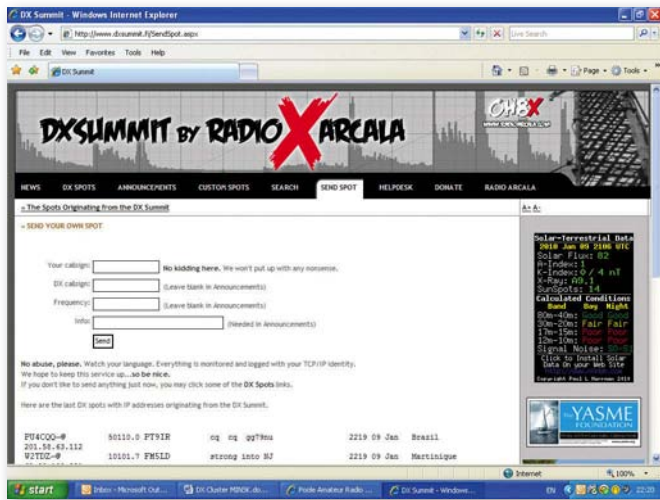 DX Summit - Windows Internet Explorer
http://www.dxsummit.fi/SendSpot.aspx
Live Search
File Edit View Favorites Tools Help
DX Summit
Page Tools
DXSUMMIT BY RADIO X ARCALA
OH8X
NEWS DX SPOTS ANNOUNCEMENTS CUSTOM SPOTS SEARCH SEND SPOT HELPDESK DONATE RADIO ARCALA
» The Spots Originating from the DX Summit
A+ A-
» SEND YOUR OWN SPOT
Your callsign: No kidding here. We won't put up with any nonsense.
DX callsign: (Leave blank in Announcements)
Frequency: (Leave blank in Announcements)
Info: (Needed in Announcements)
Send
No abuse, please. Watch your language. Everything is monitored and logged with your TCP/IP identity.
We hope to keep this service up...so be nice.
If you don't like to send anything just now, you may click some of the DX Spots links.
Here are the last DX spots with IP addresses originating from the DX Summit.
PU4CQQ-@ 50110.0 PT9IR cq cq gg79nu 2219 09 Jan Brazil
201.58.63.112
W2TDZ-@ 10101.7 FM5LD strong into NJ 2219 09 Jan Martinique
Solar-Terrestrial Data
2010 Jan 09 2106 UTC
Solar Flux: 82
A-Index: 1
K-Index: 0 / 4 nT
X-Ray: A9.1
SunSpots: 14
Calculated Conditions
Band Day Night
80m-40m: Good Good
30m-20m: Fair Fair
17m-15m: Poor Poor
12m-10m: Poor Poor
Signal Noise: S0-S1
Click to Install Solar
Data On your Web Site
YASME
FOUNDATION
Internet 100%
start Inbox - Microsoft Out... DX Cluster MINOX.do... Poole Amateur Radio ... DX Summit - Windows... EN 22:20